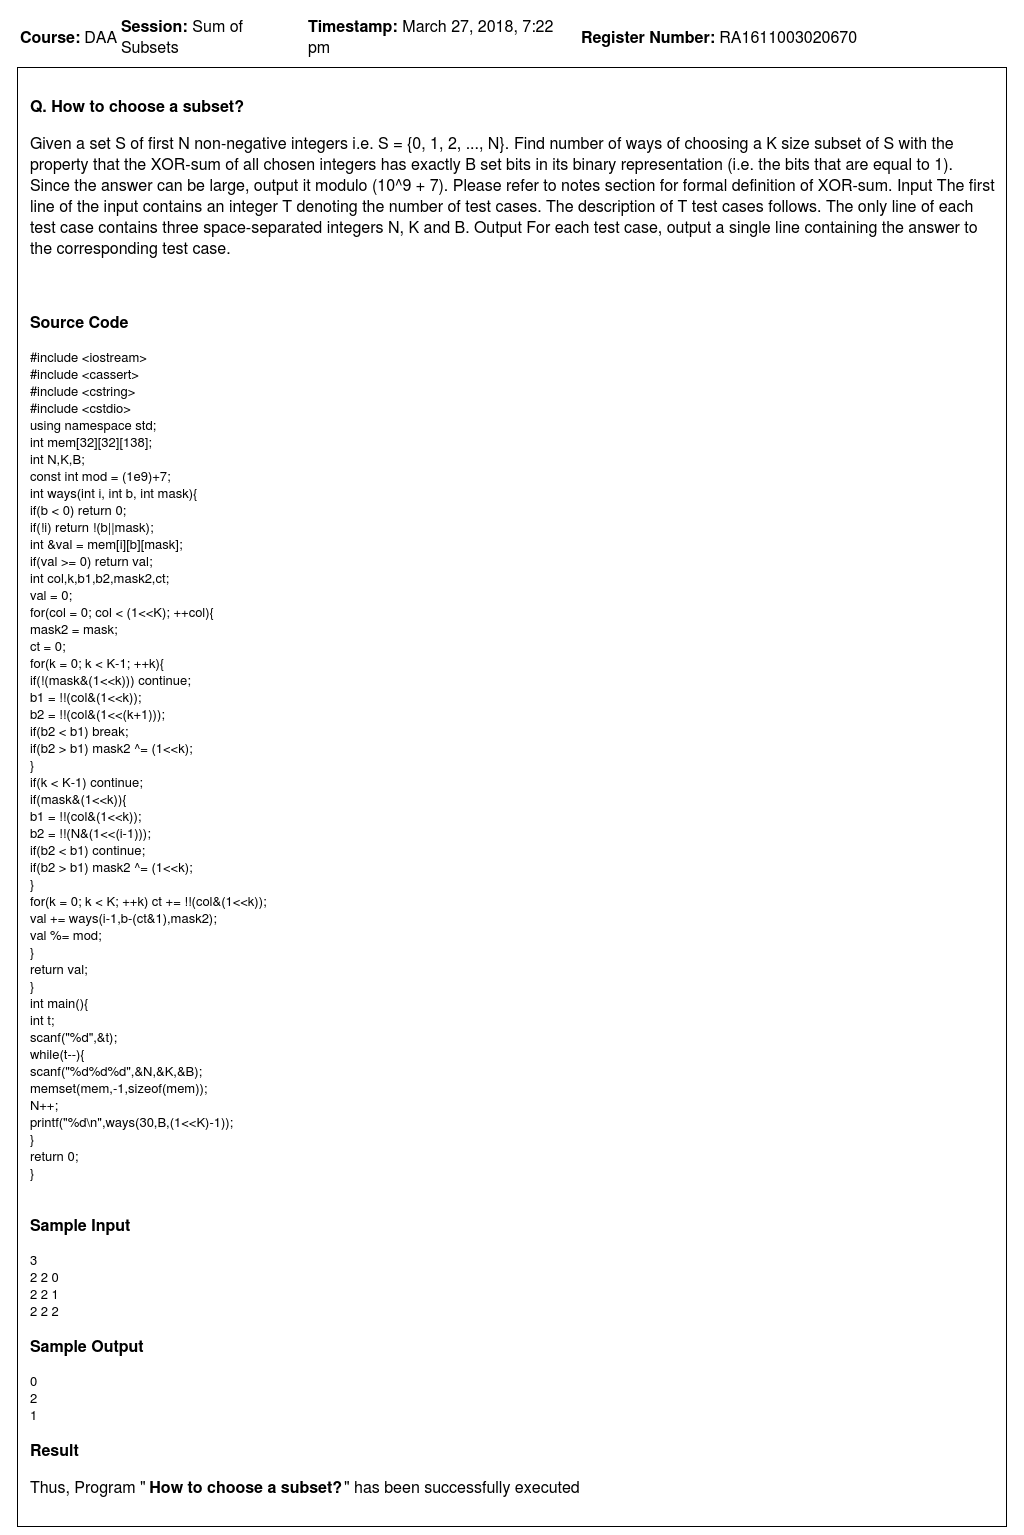 Course: DAA Session: Sum of Subsets Timestamp: March 27, 2018, 7:22 pm Register Number: RA1611003020670
Q. How to choose a subset?
Given a set S of first N non-negative integers i.e. S = {0, 1, 2, ..., N}. Find number of ways of choosing a K size subset of S with the
property that the XOR-sum of all chosen integers has exactly B set bits in its binary representation (i.e. the bits that are equal to 1).
Since the answer can be large, output it modulo (10^9 + 7). Please refer to notes section for formal definition of XOR-sum. Input The first
line of the input contains an integer T denoting the number of test cases. The description of T test cases follows. The only line of each
test case contains three space-separated integers N, K and B. Output For each test case, output a single line containing the answer to
the corresponding test case.
Source Code
#include <iostream>
#include <cassert>
#include <cstring>
#include <cstdio>
using namespace std;
int mem[32][32][138];
int N,K,B;
const int mod = (1e9)+7;
int ways(int i, int b, int mask){
if(b < 0) return 0;
if(!i) return !(b||mask);
int &val = mem[i][b][mask];
if(val >= 0) return val;
int col,k,b1,b2,mask2,ct;
val = 0;
for(col = 0; col < (1<<K); ++col){
mask2 = mask;
ct = 0;
for(k = 0; k < K-1; ++k){
if(!(mask&(1<<k))) continue;
b1 = !!(col&(1<<k));
b2 = !!(col&(1<<(k+1)));
if(b2 < b1) break;
if(b2 > b1) mask2 ^= (1<<k);
}
if(k < K-1) continue;
if(mask&(1<<k)){
b1 = !!(col&(1<<k));
b2 = !!(N&(1<<(i-1)));
if(b2 < b1) continue;
if(b2 > b1) mask2 ^= (1<<k);
}
for(k = 0; k < K; ++k) ct += !!(col&(1<<k));
val += ways(i-1,b-(ct&1),mask2);
val %= mod;
}
return val;
}
int main(){
int t;
scanf("%d",&t);
while(t--){
scanf("%d%d%d",&N,&K,&B);
memset(mem,-1,sizeof(mem));
N++;
printf("%d\n",ways(30,B,(1<<K)-1));
}
return 0;
}
Sample Input
3
2 2 0
2 2 1
2 2 2
Sample Output
0
2
1
Result
Thus, Program " How to choose a subset?" has been successfully executed